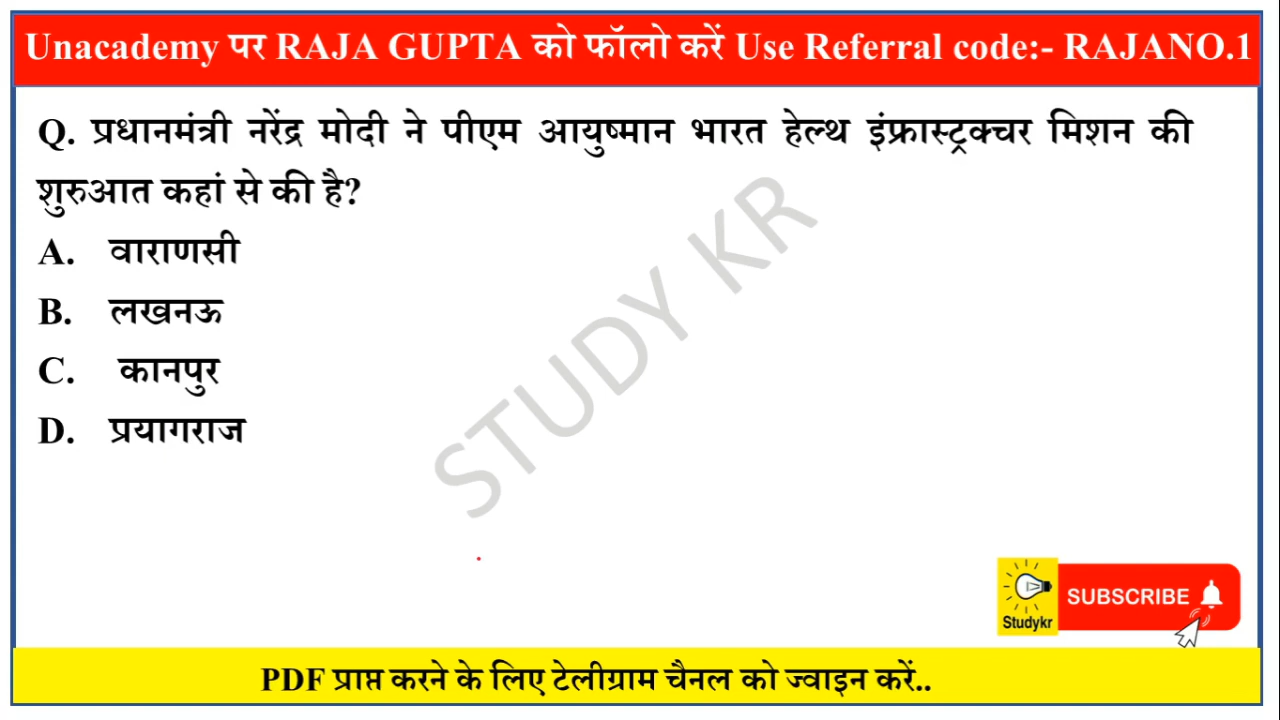 Unacademy पर RAJA GUPTA को फॉलो करें Use Referral code:- RAJANO.1
Q. प्रधानमंत्री नरेंद्र मोदी ने पीएम आयुष्मान भारत हेल्थ इंफ्रास्ट्रक्चर मिशन की
शुरुआत कहां से की है?
A. वाराणसी
B. लखनऊ
C. कानपुर
D. प्रयागराज
STUDY KR
SUBSCRIBE
Studykr
PDF प्राप्त करने के लिए टेलीग्राम चैनल को ज्वाइन करें..